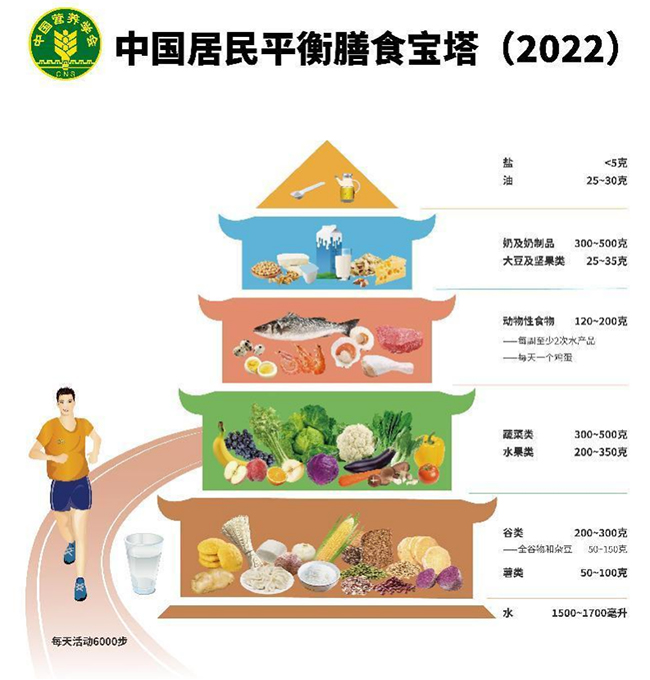 中国营养学会
CNS
中国居民平衡膳食宝塔（2022）
盐 <5克
油 25~30克
奶及奶制品 300~500克
大豆及坚果类 25~35克
动物性食物 120~200克
——每周至少2次水产品
——每天一个鸡蛋
蔬菜类 300~500克
水果类 200~350克
谷类 200~300克
——全谷物和杂豆 50~150克
薯类 50~100克
水 1500~1700毫升
每天活动6000步